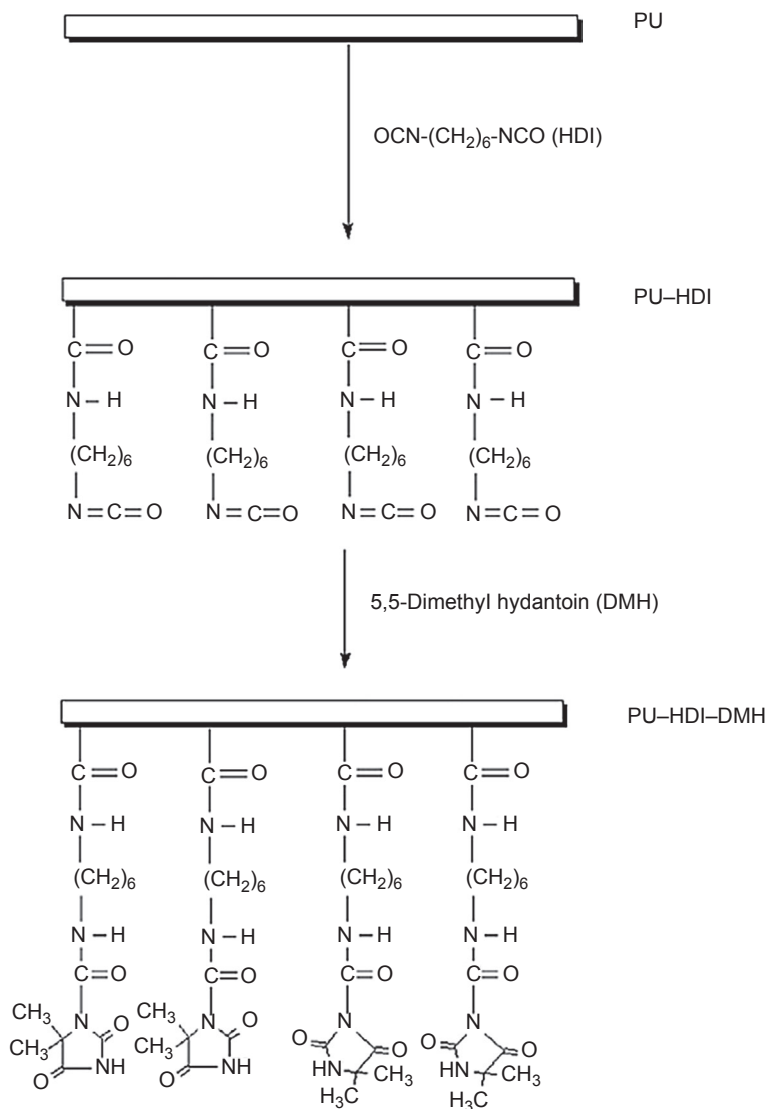 PU
OCN-(CH2)6-NCO (HDI)
PU–HDI
C=O C=O C=O C=O
N–H N–H N–H N–H
(CH2)6 (CH2)6 (CH2)6 (CH2)6
N=C=O N=C=O N=C=O N=C=O
5,5-Dimethyl hydantoin (DMH)
PU–HDI–DMH
C=O C=O C=O C=O
N–H N–H N–H N–H
(CH2)6 (CH2)6 (CH2)6 (CH2)6
N–H N–H N–H N–H
C=O C=O C=O C=O
CH3 N O CH3 N O N N
CH3 CH3 O O O O
O NH O NH HN CH3 HN CH3
H3C H3C